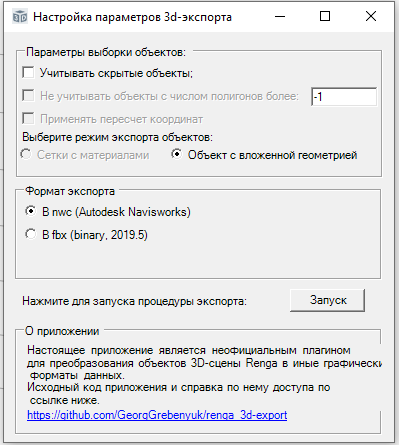 Настройка параметров 3d-экспорта
Параметры выборки объектов:
Учитывать скрытые объекты;
Не учитывать объекты с числом полигонов более: -1
Применять пересчет координат
Выберите режим экспорта объектов:
Сетки с материалами Объект с вложенной геометрией
Формат экспорта
В nwc (Autodesk Navisworks)
В fbx (binary, 2019.5)
Нажмите для запуска процедуры экспорта: Запуск
О приложении
Настоящее приложение является неофициальным плагином
для преобразования объектов 3D-сцены Renga в иные графически
форматы данных.
Исходный код приложения и справка по нему доступа по
ссылке ниже.
https://github.com/GeorgGrebenyuk/renga_3d-export